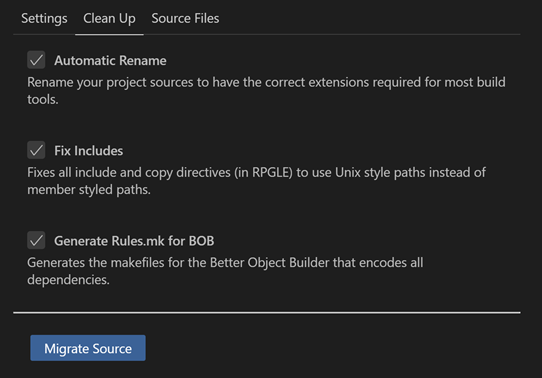 Settings Clean Up Source Files
Automatic Rename
Rename your project sources to have the correct extensions required for most build
tools.
Fix Includes
Fixes all include and copy directives (in RPGLE) to use Unix style paths instead of
member styled paths.
Generate Rules.mk for BOB
Generates the makefiles for the Better Object Builder that encodes all
dependencies.
Migrate Source